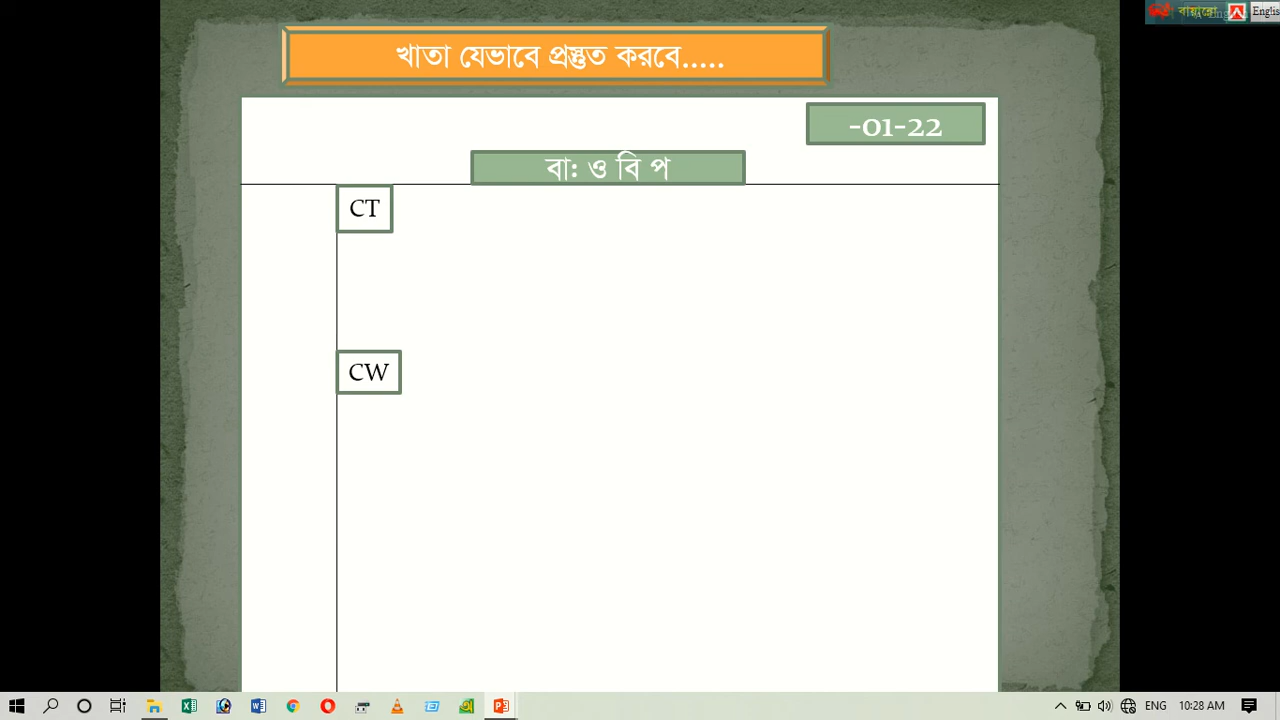 খাতা যেভাবে প্রস্তুত করবে.....
-01-22
বা: ও বি প
CT
CW
ENG
10:28 AM